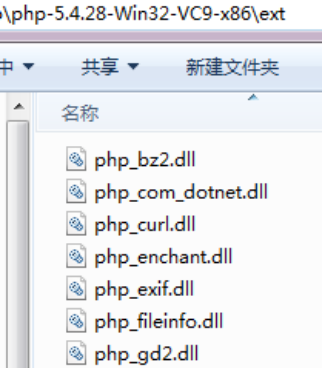 \php-5.4.28-Win32-VC9-x86\ext
中 共享 新建文件夹
名称
php_bz2.dll
php_com_dotnet.dll
php_curl.dll
php_enchant.dll
php_exif.dll
php_fileinfo.dll
php_gd2.dll